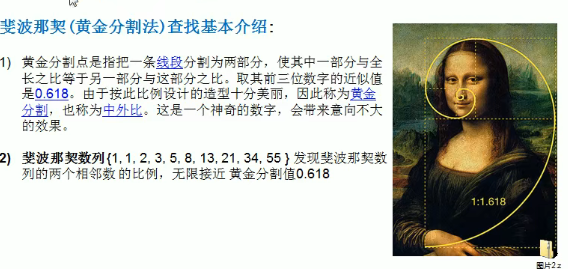 斐波那契(黄金分割法)查找基本介绍:
1) 黄金分割点是指把一条线段分割为两部分，使其中一部分与全
长之比等于另一部分与这部分之比。取其前三位数字的近似值
是0.618。由于按此比例设计的造型十分美丽，因此称为黄金
分割，也称为中外比。这是一个神奇的数字，会带来意向不大
的效果。
2) 斐波那契数列{1, 1, 2, 3, 5, 8, 13, 21, 34, 55 } 发现斐波那契数
列的两个相邻数 的比例，无限接近 黄金分割值0.618
1:1.618
图片2.z